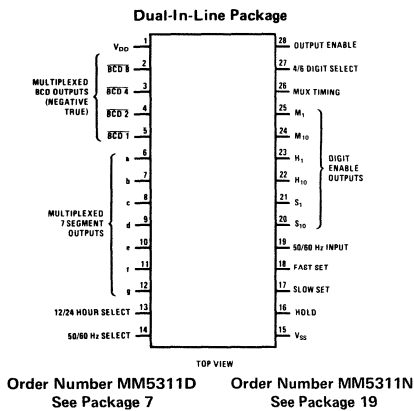 Dual-In-Line Package
VDD 1
BCD 8 2
BCD 4 3
BCD 2 4
BCD 1 5
MULTIPLEXED
BCD OUTPUTS
(NEGATIVE
TRUE)
a 6
b 7
c 8
d 9
e 10
f 11
g 12
MULTIPLEXED
7 SEGMENT
OUTPUTS
12/24 HOUR SELECT 13
50/60 Hz SELECT 14
28 OUTPUT ENABLE
27 4/6 DIGIT SELECT
26 MUX TIMING
25 M1
24 M10
23 H1
22 H10
21 S1
20 S10
DIGIT
ENABLE
OUTPUTS
19 50/60 Hz INPUT
18 FAST SET
17 SLOW SET
16 HOLD
15 VSS
TOP VIEW
Order Number MM5311D
See Package 7
Order Number MM5311N
See Package 19